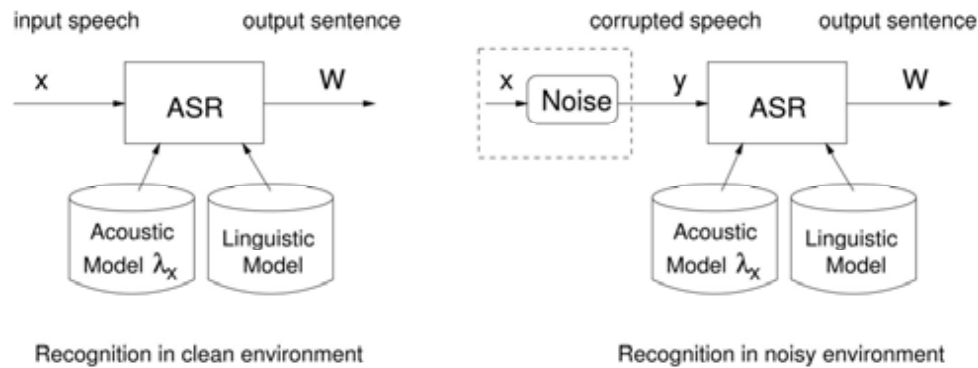 input speech output sentence
x
W
ASR
Acoustic
Model λx
Linguistic
Model
Recognition in clean environment
corrupted speech output sentence
x
Noise
y
ASR
W
Acoustic
Model λx
Linguistic
Model
Recognition in noisy environment